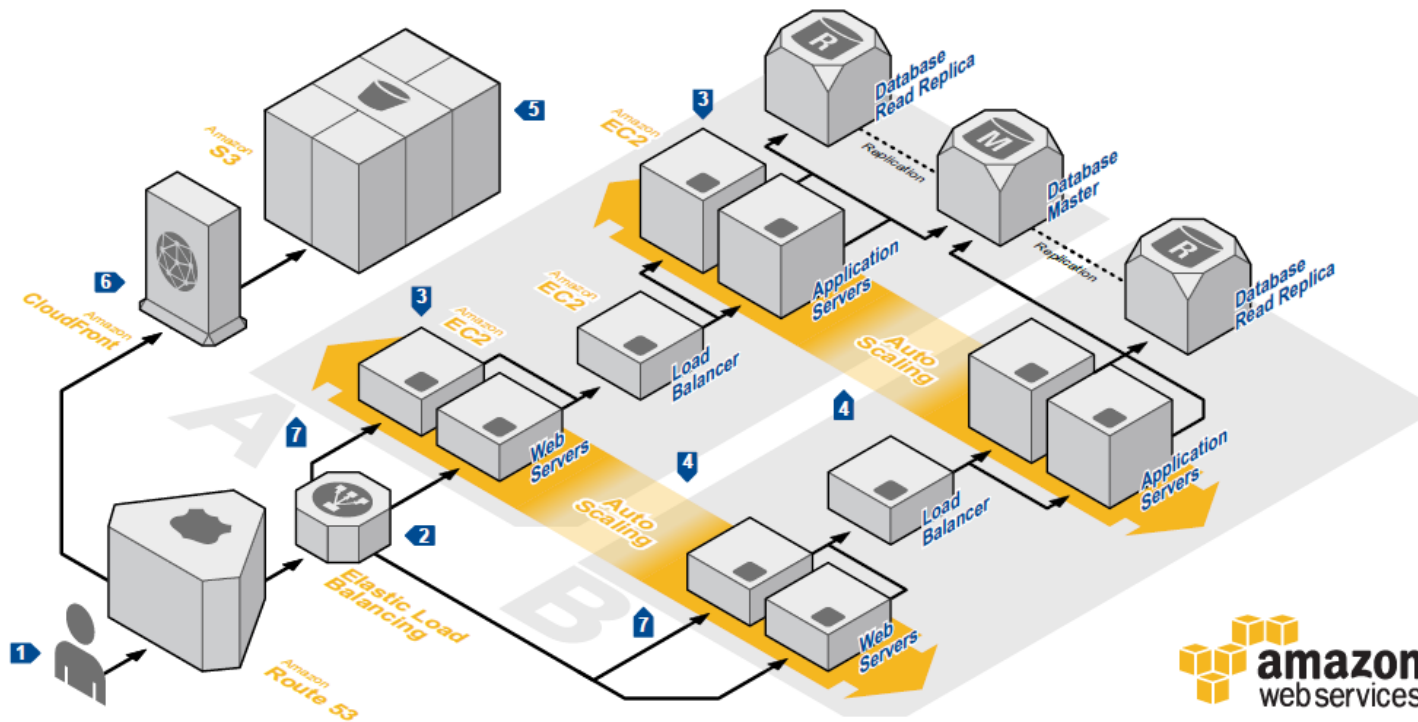 R
Database
Read Replica
3
Amazon
EC2
5
Amazon
S3
Replication
M
Database
Master
R
Replication
Database
Read Replica
6
Amazon
CloudFront
3
Amazon
EC2
Amazon
EC2
Application
Servers
Load
Balancer
Auto
Scaling
4
A
7
Web
Servers
4
Auto
Scaling
Load
Balancer
Application
Servers
2
Elastic Load
Balancing
B
7
Web
Servers
1
Amazon
Route 53
amazon
web services